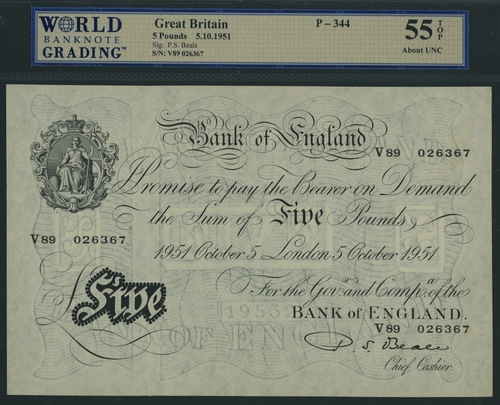 WORLD
BANKNOTE
GRADING™
Great Britain
5 Pounds 5.10.1951
Sig: P.S. Beale
S/N: V89 026367
P-344
55 TOP
About UNC
Bank of England
V89 026367
I Promise to pay the Bearer on Demand
the Sum of Five Pounds
V89 026367
1951 October 5 London 5 October 1951
For the Govr. and Compa. of the
£Five
BANK OF ENGLAND.
V89 026367
P. S. Beale
Chief Cashier.
OF ENGLA